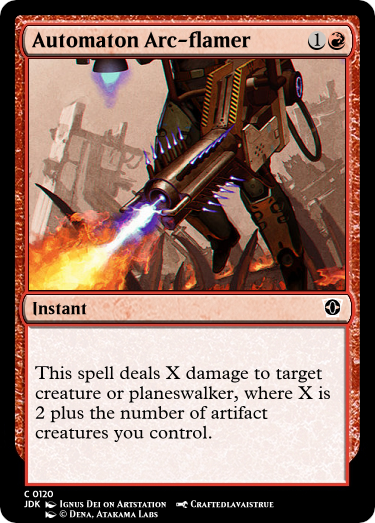 Automaton Arc-flamer 1
Instant
This spell deals X damage to target
creature or planeswalker, where X is
2 plus the number of artifact
creatures you control.
C 0120
JDK Ignus Dei on Artstation Craftedlavaistrue
© Dena, Atakama Labs